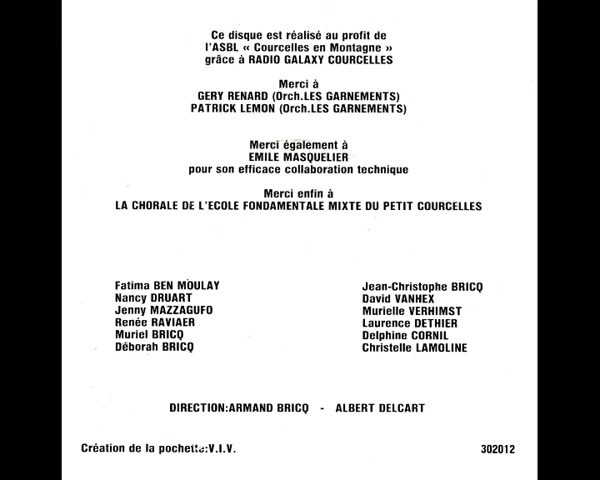 Ce disque est réalisé au profit de
l'ASBL « Courcelles en Montagne »
grâce à RADIO GALAXY COURCELLES
Merci à
GERY RENARD (Orch.LES GARNEMENTS)
PATRICK LEMON (Orch.LES GARNEMENTS)
Merci également à
EMILE MASQUELIER
pour son efficace collaboration technique
Merci enfin à
LA CHORALE DE L'ECOLE FONDAMENTALE MIXTE DU PETIT COURCELLES
Fatima BEN MOULAY
Nancy DRUART
Jenny MAZZAGUFO
Renée RAVIAER
Muriel BRICQ
Déborah BRICQ
Jean-Christophe BRICQ
David VANHEX
Murielle VERHIMST
Laurence DETHIER
Delphine CORNIL
Christelle LAMOLINE
DIRECTION:ARMAND BRICQ - ALBERT DELCART
Création de la pochette:V.I.V.
302012